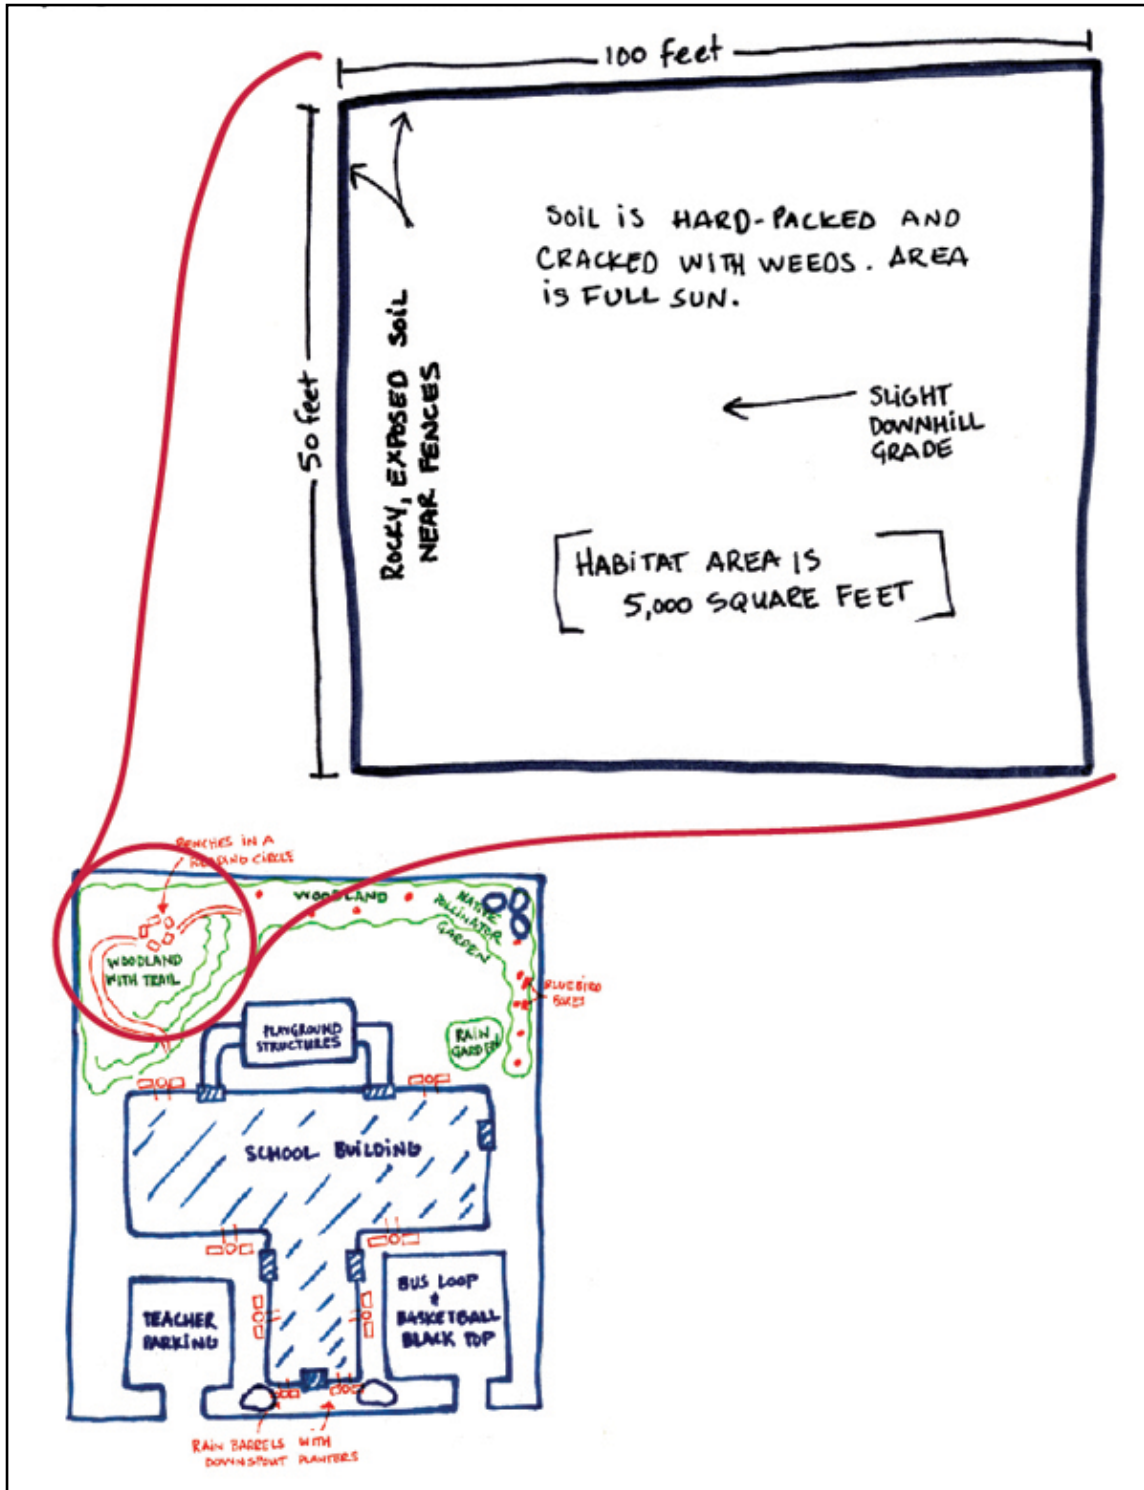 100 feet
50 feet
SOIL IS HARD-PACKED AND
CRACKED WITH WEEDS. AREA
IS FULL SUN.
ROCKY, EXPOSED SOIL
NEAR FENCES
SLIGHT
DOWNHILL
GRADE
HABITAT AREA IS
5,000 SQUARE FEET
BENCHES IN A
READING CIRCLE
WOODLAND
NATIVE
POLLINATOR
GARDEN
WOODLAND
WITH TRAIL
BLUEBIRD
BOXES
PLAYGROUND
STRUCTURES
RAIN
GARDEN
SCHOOL BUILDING
TEACHER
PARKING
BUS LOOP
+
BASKETBALL
BLACK TOP
RAIN BARRELS WITH
DOWNSPOUT PLANTERS